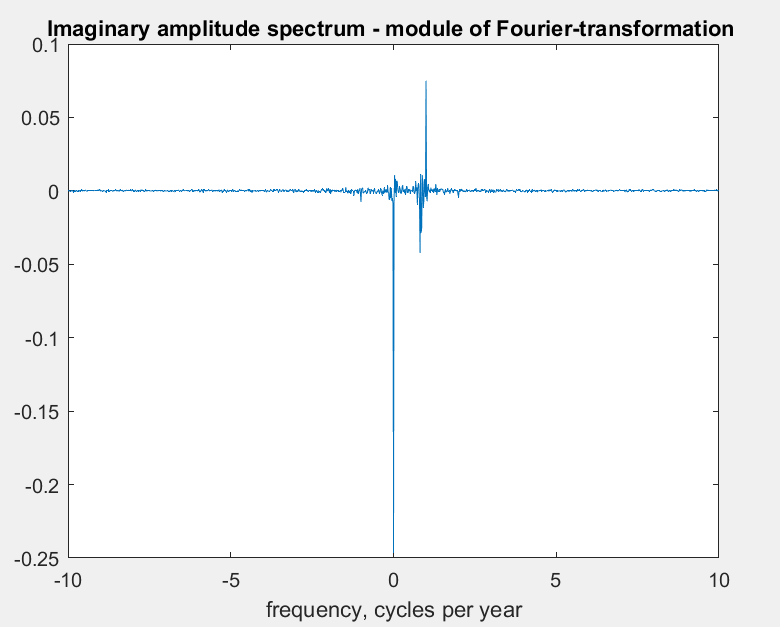 Imaginary amplitude spectrum - module of Fourier-transformation
0.1
0.05
0
-0.05
-0.1
-0.15
-0.2
-0.25
-10 -5 0 5 10
frequency, cycles per year